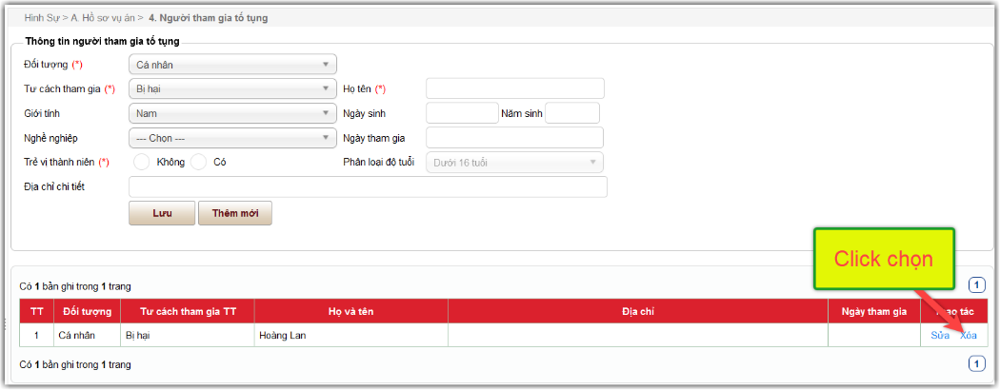 Hình Sự > A. Hồ sơ vụ án > 4. Người tham gia tố tụng
Thông tin người tham gia tố tụng
Đối tượng (*) Cá nhân
Tư cách tham gia (*) Bị hại Họ tên (*)
Giới tính Nam Ngày sinh Năm sinh
Nghề nghiệp --- Chọn --- Ngày tham gia
Trẻ vị thành niên (*) Không Có Phân loại độ tuổi Dưới 16 tuổi
Địa chỉ chi tiết
Lưu Thêm mới
Click chọn
Có 1 bản ghi trong 1 trang 1
TT Đối tượng Tư cách tham gia TT Họ và tên Địa chỉ Ngày tham gia tác
1 Cá nhân Bị hại Hoàng Lan Sửa Xóa
Có 1 bản ghi trong 1 trang 1